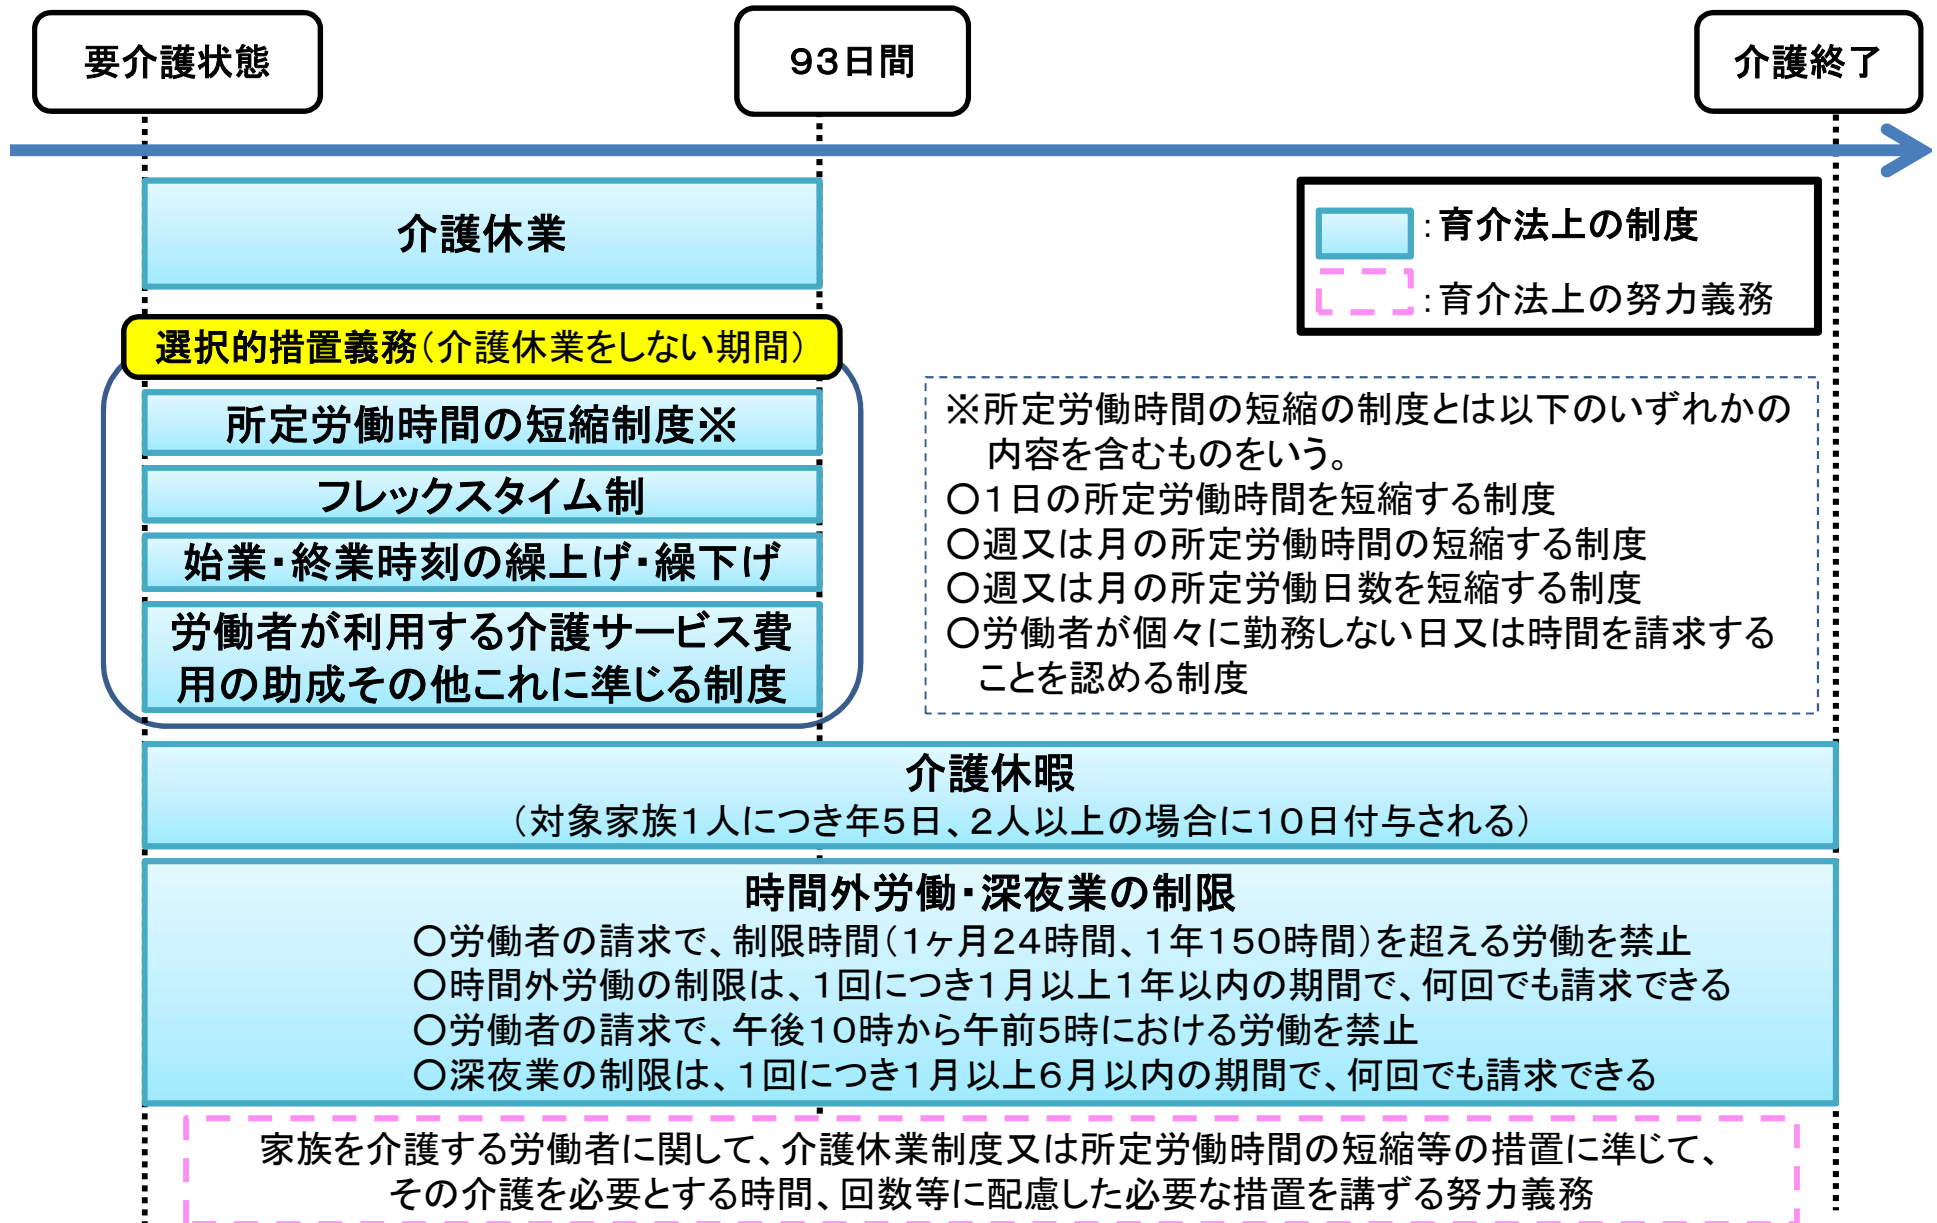 要介護状態
９３日間
介護終了
介護休業
：育介法上の制度
：育介法上の努力義務
選択的措置義務（介護休業をしない期間）
所定労働時間の短縮制度※
フレックスタイム制
始業・終業時刻の繰上げ・繰下げ
労働者が利用する介護サービス費
用の助成その他これに準じる制度
※所定労働時間の短縮の制度とは以下のいずれかの
内容を含むものをいう。
○１日の所定労働時間を短縮する制度
○週又は月の所定労働時間の短縮する制度
○週又は月の所定労働日数を短縮する制度
○労働者が個々に勤務しない日又は時間を請求する
ことを認める制度
介護休暇
（対象家族１人につき年５日、２人以上の場合に１０日付与される）
時間外労働・深夜業の制限
○労働者の請求で、制限時間（１ヶ月２４時間、１年１５０時間）を超える労働を禁止
○時間外労働の制限は、１回につき１月以上１年以内の期間で、何回でも請求できる
○労働者の請求で、午後１０時から午前５時における労働を禁止
○深夜業の制限は、１回につき１月以上６月以内の期間で、何回でも請求できる
家族を介護する労働者に関して、介護休業制度又は所定労働時間の短縮等の措置に準じて、
その介護を必要とする時間、回数等に配慮した必要な措置を講ずる努力義務